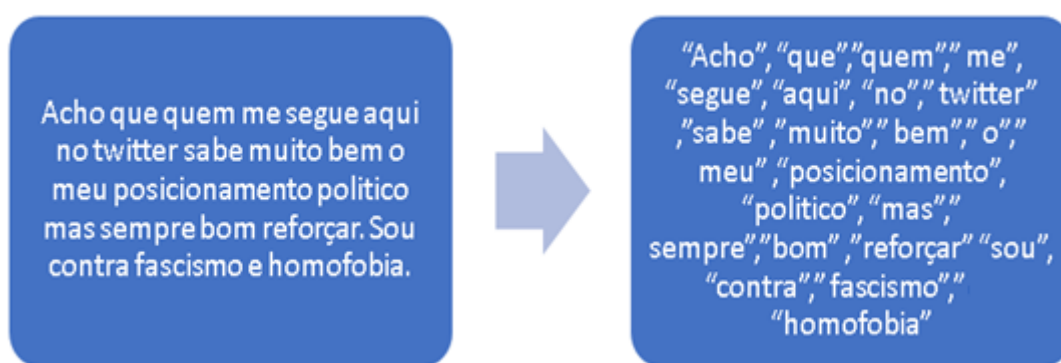 Acho que quem me segue aqui
no twitter sabe muito bem o
meu posicionamento politico
mas sempre bom reforçar. Sou
contra fascismo e homofobia.
“Acho”, “que”,”quem”,” me”,
“segue”, “aqui”, “no”,” twitter”
,“sabe” ,“muito”,” bem”,” o”,”
meu” ,“posicionamento”,
“politico”, “mas”,”
sempre”,”bom” ,”reforçar” “sou”,
“contra”,” fascismo”,”
“homofobia”